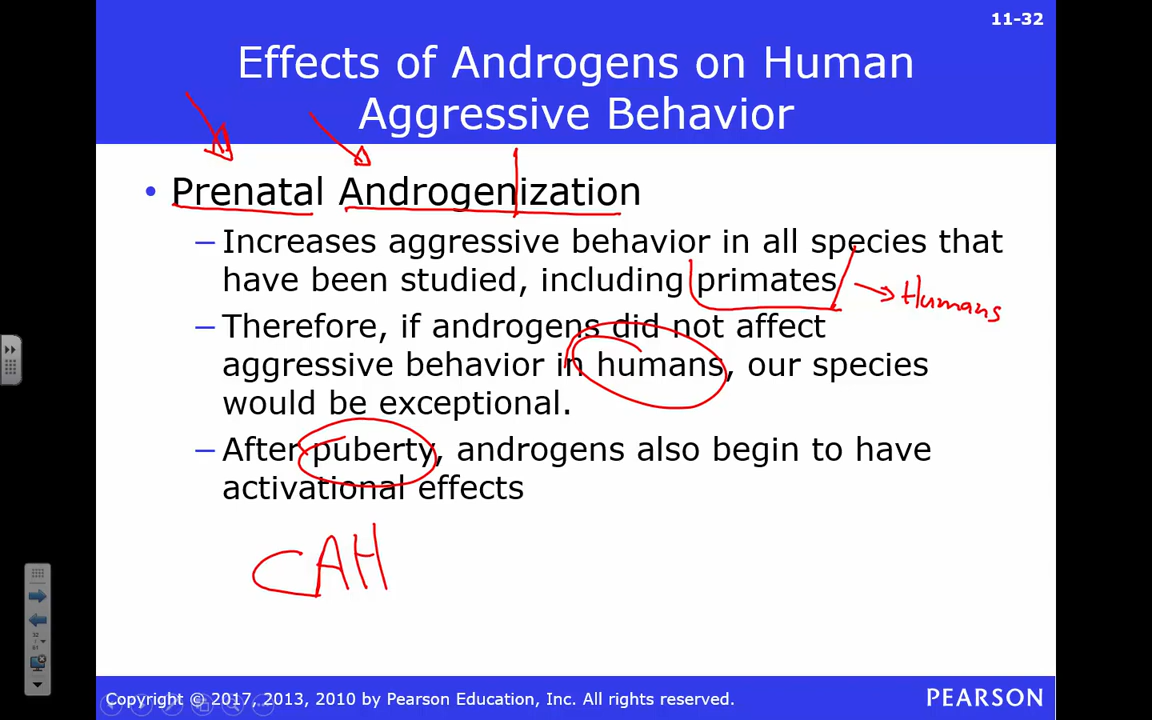 11-32
Effects of Androgens on Human
Aggressive Behavior
• Prenatal Androgenization
– Increases aggressive behavior in all species that
have been studied, including primates
Humans
– Therefore, if androgens did not affect
aggressive behavior in humans, our species
would be exceptional.
– After puberty, androgens also begin to have
activational effects
CAH
Copyright © 2017, 2013, 2010 by Pearson Education, Inc. All rights reserved.
PEARSON